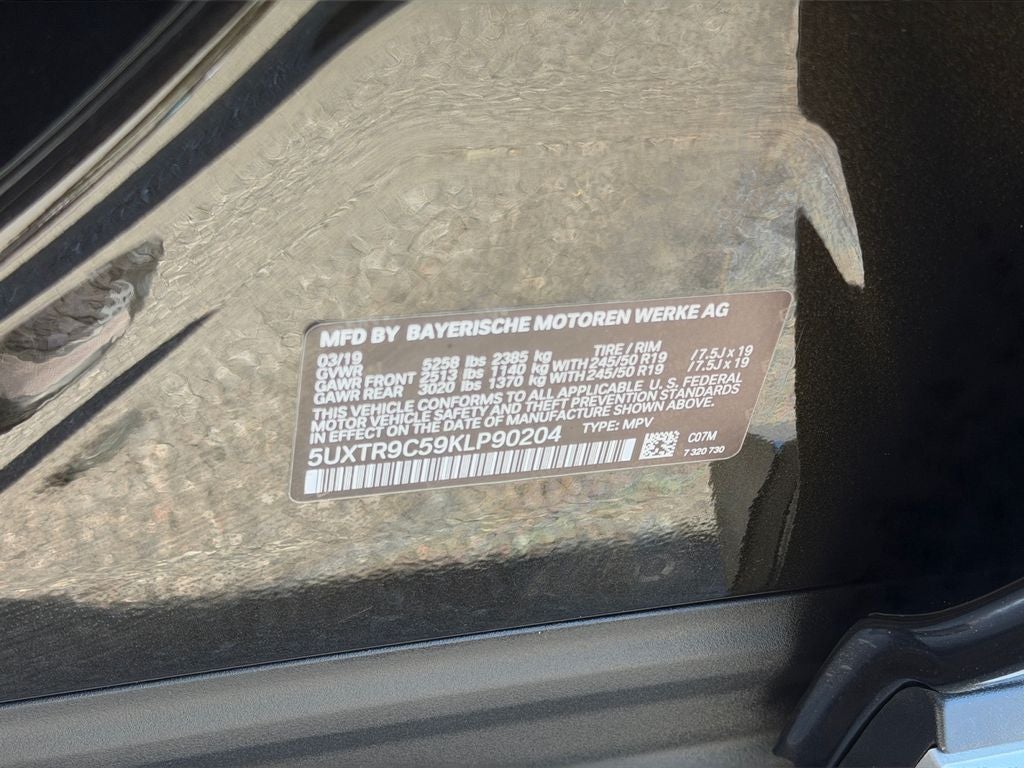 MFD BY BAYERISCHE MOTOREN WERKE AG
03/19 TIRE / RIM
GVWR 5258 lbs 2385 kg
GAWR FRONT 2513 lbs 1140 kg WITH 245/50 R19 / 7.5J x 19
GAWR REAR 3020 lbs 1370 kg WITH 245/50 R19 / 7.5J x 19
THIS VEHICLE CONFORMS TO ALL APPLICABLE U. S. FEDERAL
MOTOR VEHICLE SAFETY AND THEFT PREVENTION STANDARDS
IN EFFECT ON THE DATE OF MANUFACTURE SHOWN ABOVE.
5UXTR9C59KLP90204 TYPE: MPV
C07M
7 320 730